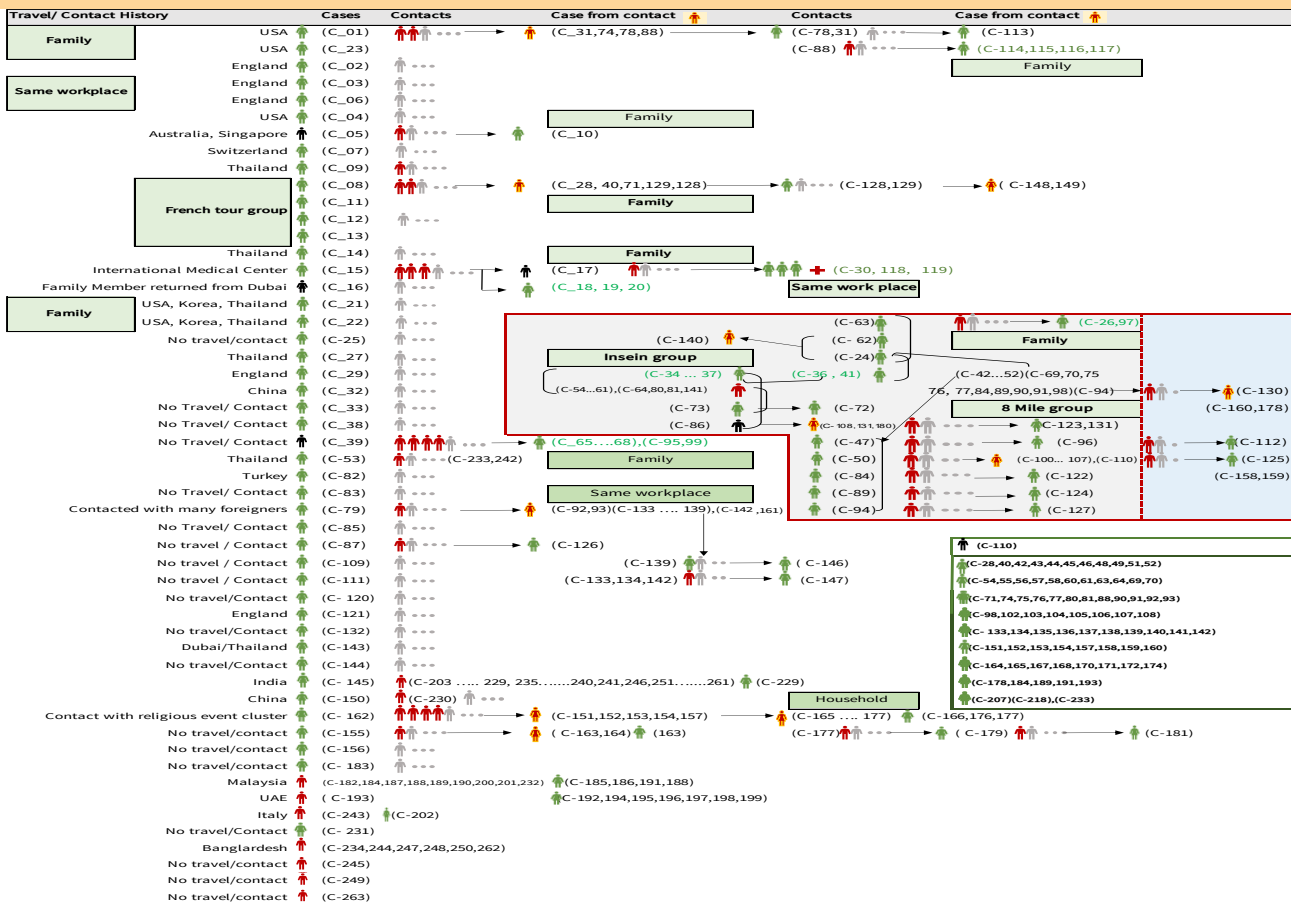 Travel/ Contact History Cases Contacts Case from contact Contacts Case from contact
Family USA (C_01) (C_31,74,78,88) (C-78,31) (C-113)
USA (C_23) (C-88) (C-114,115,116,117)
England (C_02) Family
Same workplace England (C_03)
England (C_06)
USA (C_04) Family
Australia, Singapore (C_05) (C_10)
Switzerland (C_07)
Thailand (C_09)
French tour group (C_08) (C_28, 40,71,129,128) (C-128,129) ( C-148,149)
(C_11) Family
(C_12)
(C_13)
Thailand (C_14) Family
International Medical Center (C_15) (C_17) (C-30, 118, 119)
Family Member returned from Dubai (C_16) (C_18, 19, 20) Same work place
Family USA, Korea, Thailand (C_21)
USA, Korea, Thailand (C_22) (C-63) (C-26,97)
No travel/contact (C-25) (C-140) (C- 62) Family
Thailand (C_27) Insein group (C-24)
England (C_29) (C-34 ... 37) (C-36 , 41) (C-42...52)(C-69,70,75
China (C_32) (C-54...61),(C-64,80,81,141) 76, 77,84,89,90,91,98)(C-94) (C-130)
No Travel/ Contact (C_33) (C-73) (C-72) 8 Mile group (C-160,178)
No Travel/ Contact (C_38) (C-86) (C- 108,131,180) (C-123,131)
No Travel/ Contact (C_39) (C_65....68),(C-95,99) (C-47) (C-96) (C-112)
Thailand (C-53) (C-233,242) Family (C-50) (C-100... 107),(C-110) (C-125)
Turkey (C-82) (C-84) (C-122) (C-158,159)
No Travel/ Contact (C-83) Same workplace (C-89) (C-124)
Contacted with many foreigners (C-79) (C-92,93)(C-133 .... 139),(C-142 ,161) (C-94) (C-127)
No Travel/ Contact (C-85)
No travel / Contact (C-87) (C-126) (C-110)
No travel / Contact (C-109) (C-139) ( C-146) (C-28,40,42,43,44,45,46,48,49,51,52)
No travel / Contact (C-111) (C-133,134,142) (C-147) (C-54,55,56,57,58,60,61,63,64,69,70)
No travel/contact (C- 120) (C-71,74,75,76,77,80,81,88,90,91,92,93)
England (C-121) (C-98,102,103,104,105,106,107,108)
No travel/Contact (C-132) (C- 133,134,135,136,137,138,139,140,141,142)
Dubai/Thailand (C-143) (C-151,152,153,154,157,158,159,160)
No travel/Contact (C-144) (C-164,165,167,168,170,171,172,174)
India (C- 145) (C-203 ..... 229, 235......240,241,246,251......261) (C-229) (C-178,184,189,191,193)
China (C-150) (C-230) Household (C-207)(C-218),(C-233)
Contact with religious event cluster (C- 162) (C-151,152,153,154,157) (C-165 .... 177) (C-166,176,177)
No travel/contact (C-155) ( C-163,164) (163) (C-177) ( C-179) (C-181)
No travel/contact (C-156)
No travel/contact (C- 183)
Malaysia (C-182,184,187,188,189,190,200,201,232) (C-185,186,191,188)
UAE ( C-193) (C-192,194,195,196,197,198,199)
Italy (C-243) (C-202)
No travel/Contact (C- 231)
Banglardesh (C-234,244,247,248,250,262)
No travel/contact (C-245)
No travel/contact (C-249)
No travel/contact (C-263)